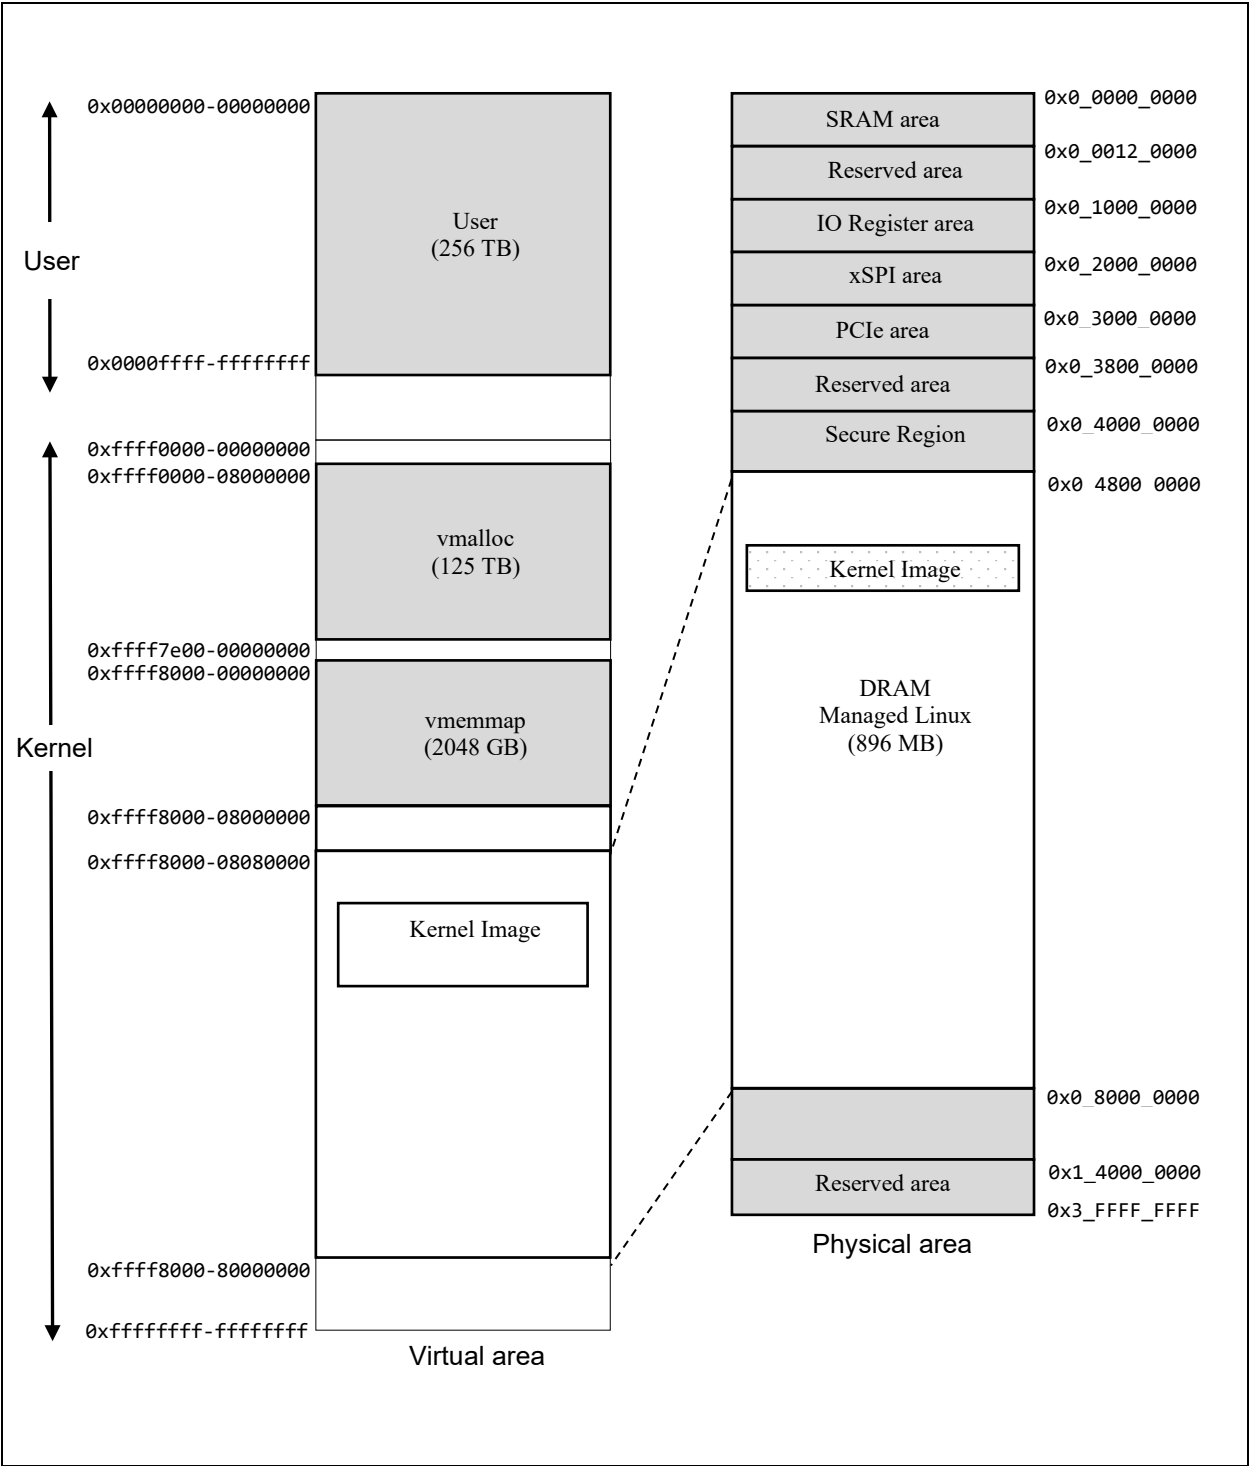 0x00000000-00000000
User
(256 TB)
User
0x0000ffff-ffffffff
0xffff0000-00000000
0xffff0000-08000000
vmalloc
(125 TB)
0xffff7e00-00000000
0xffff8000-00000000
vmemmap
(2048 GB)
Kernel
0xffff8000-08000000
0xffff8000-08080000
Kernel Image
0xffff8000-80000000
0xffffffff-ffffffff
Virtual area
0x0_0000_0000
SRAM area
0x0_0012_0000
Reserved area
0x0_1000_0000
IO Register area
0x0_2000_0000
xSPI area
0x0_3000_0000
PCIe area
0x0_3800_0000
Reserved area
0x0_4000_0000
Secure Region
0x0 4800 0000
Kernel Image
DRAM
Managed Linux
(896 MB)
0x0_8000_0000
0x1_4000_0000
Reserved area
0x3_FFFF_FFFF
Physical area